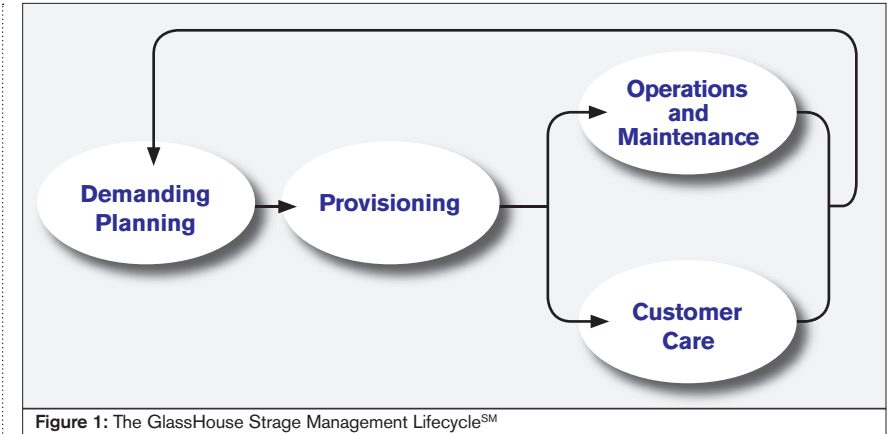 Demanding
Planning
Provisioning
Operations
and
Maintenance
Customer
Care
Figure 1: The GlassHouse Strage Management Lifecycle℠